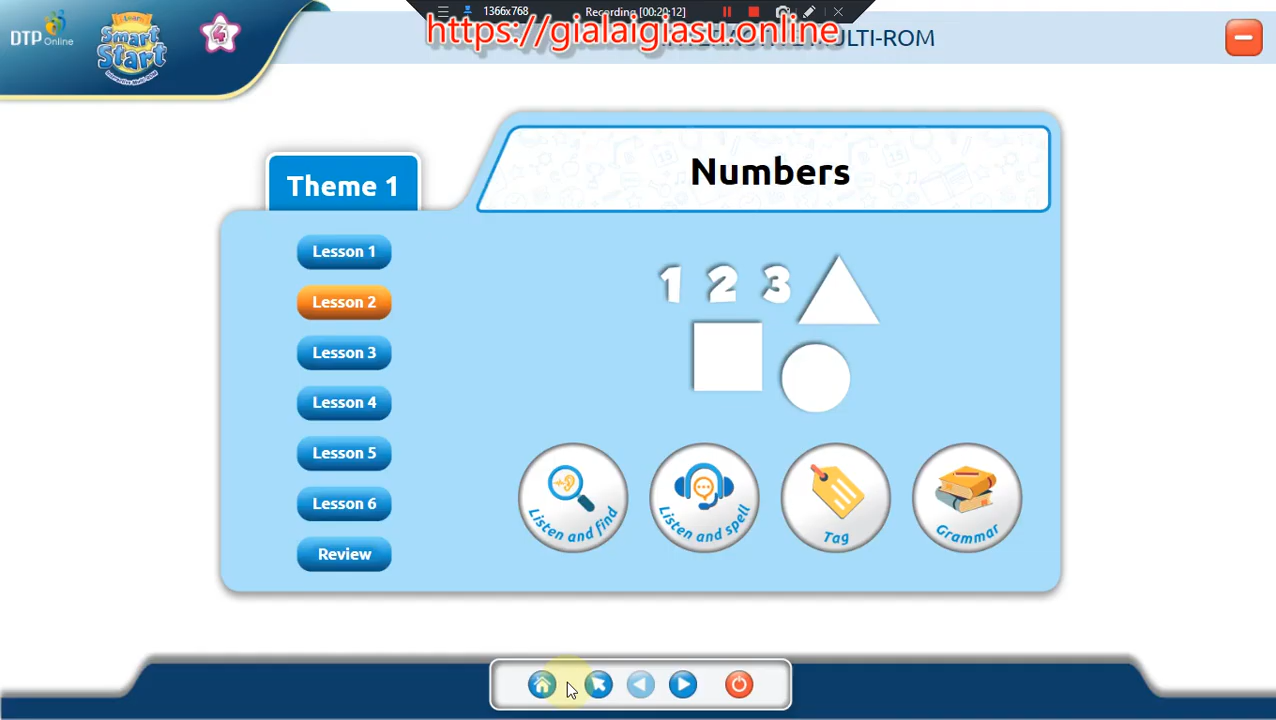 1366x768
Recording [00:20:12]
https://gialaigiasu.online
MULTI-ROM
DTP Online
i-Learn
Smart
Start
4
Theme 1
Numbers
Lesson 1
Lesson 2
Lesson 3
Lesson 4
Lesson 5
Lesson 6
Review
1 2 3
Listen and find
Listen and spell
Tag
Grammar